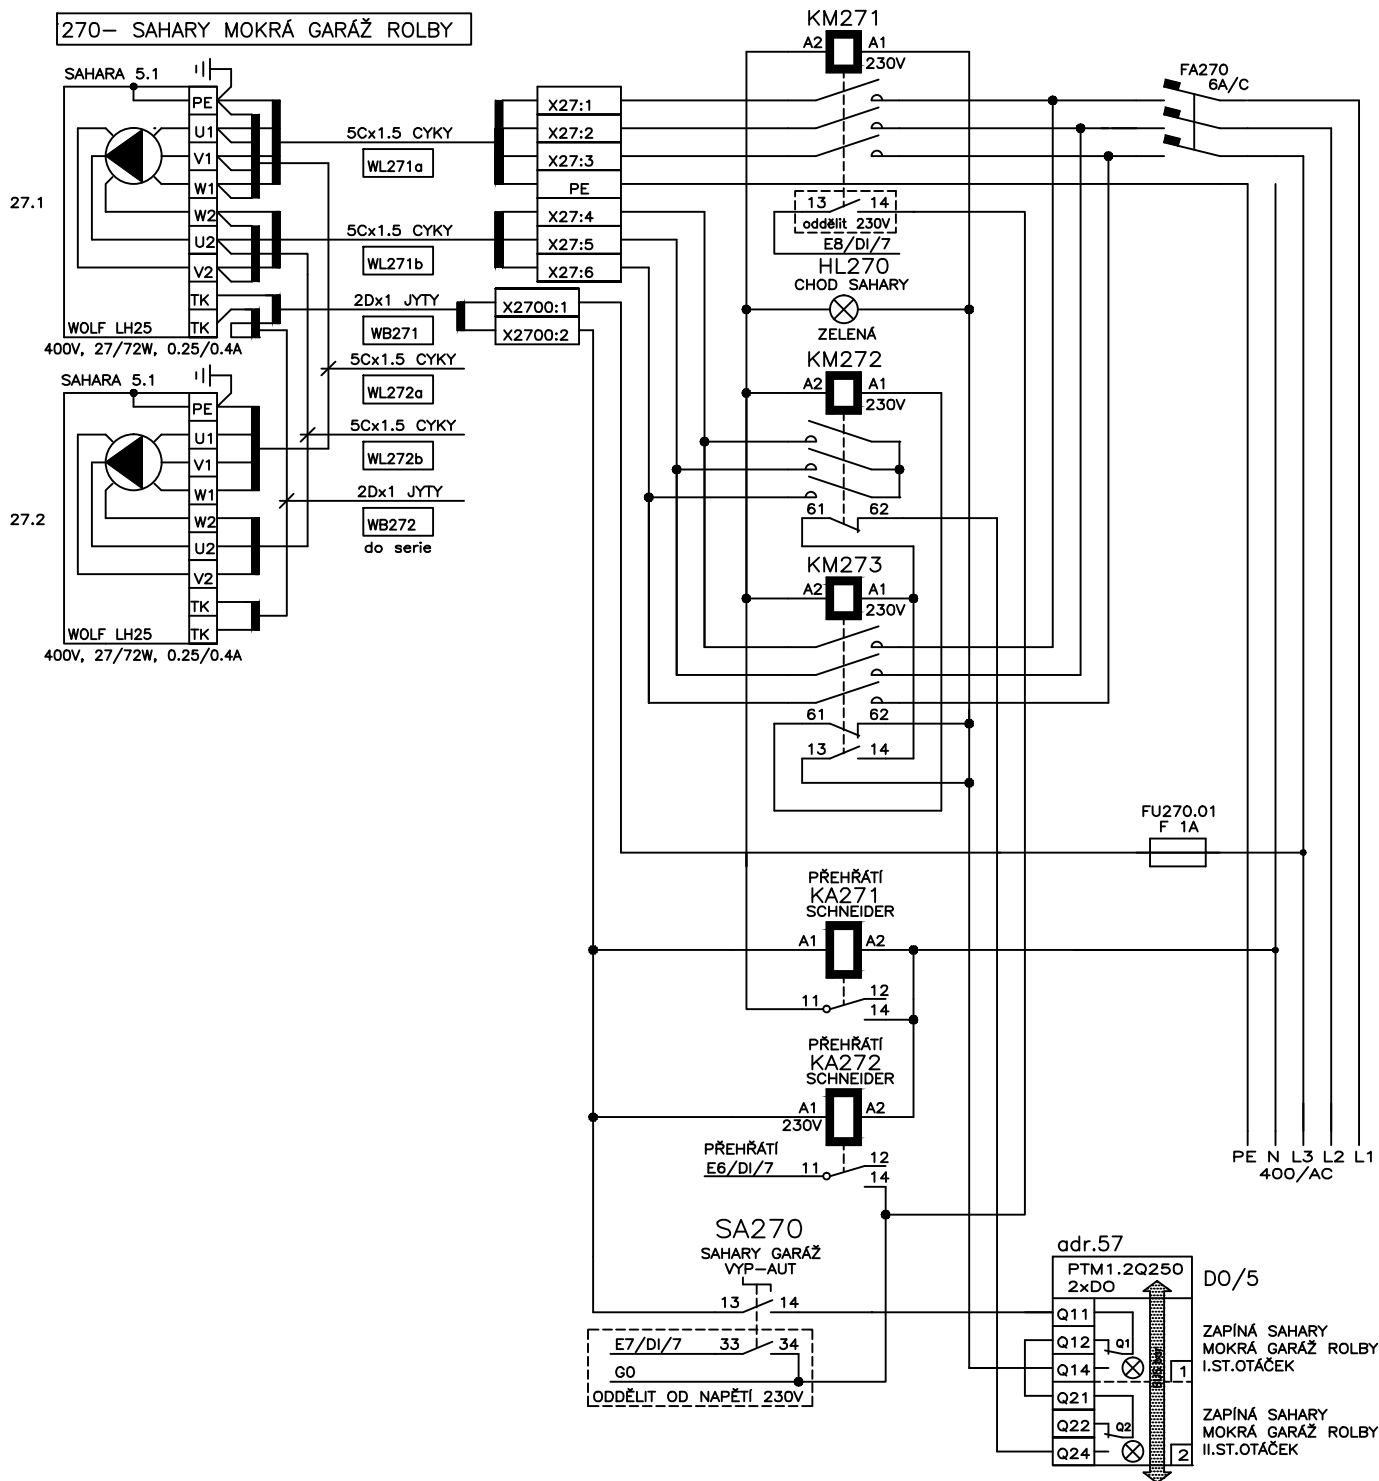 270- SAHARY MOKRÁ GARÁŽ ROLBY
SAHARA 5.1
PE
U1
V1
W1
W2
U2
V2
TK
TK
27.1
WOLF LH25
400V, 27/72W, 0.25/0.4A
SAHARA 5.1
PE
U1
V1
W1
W2
U2
V2
TK
TK
27.2
WOLF LH25
400V, 27/72W, 0.25/0.4A
5Cx1.5 CYKY
WL271a
5Cx1.5 CYKY
WL271b
2Dx1 JYTY
WB271
5Cx1.5 CYKY
WL272a
5Cx1.5 CYKY
WL272b
2Dx1 JYTY
WB272
do serie
X27:1
X27:2
X27:3
PE
X27:4
X27:5
X27:6
X2700:1
X2700:2
KM271
A2 A1
230V
13 14
oddělit 230V
E8/DI/7
HL270
CHOD SAHARY
ZELENÁ
KM272
A2 A1
230V
61 62
KM273
A2 A1
230V
61 62
13 14
FA270
6A/C
FU270.01
F 1A
PŘEHŘÁTÍ
KA271
SCHNEIDER
A1 A2
11 12
14
PŘEHŘÁTÍ
KA272
SCHNEIDER
A1 A2
230V
PŘEHŘÁTÍ
E6/DI/7 11 12
14
PE N L3 L2 L1
400/AC
SA270
SAHARY GARÁŽ
VYP-AUT
13 14
E7/DI/7 33 34
G0
ODDĚLIT OD NAPĚTÍ 230V
adr.57
PTM1.2Q250
2xDO
DO/5
Q11
Q12 Q1
Q14
1
Q21
Q22 Q2
Q24
2
ZAPÍNÁ SAHARY
MOKRÁ GARÁŽ ROLBY
I.ST.OTÁČEK
ZAPÍNÁ SAHARY
MOKRÁ GARÁŽ ROLBY
II.ST.OTÁČEK